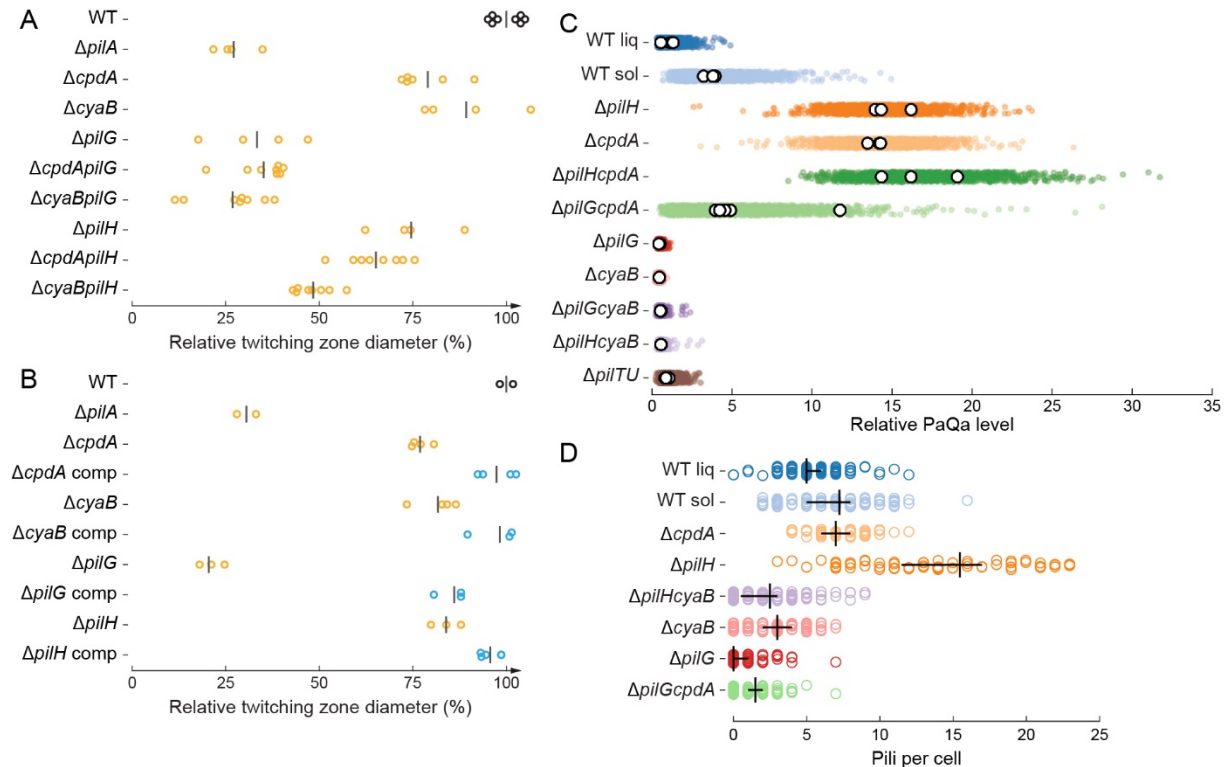 A
WT
ΔpilA
ΔcpdA
ΔcyaB
ΔpilG
ΔcpdApilG
ΔcyaBpilG
ΔpilH
ΔcpdApilH
ΔcyaBpilH
0 25 50 75 100
Relative twitching zone diameter (%)
B
WT
ΔpilA
ΔcpdA
ΔcpdA comp
ΔcyaB
ΔcyaB comp
ΔpilG
ΔpilG comp
ΔpilH
ΔpilH comp
0 25 50 75 100
Relative twitching zone diameter (%)
C
WT liq
WT sol
ΔpilH
ΔcpdA
ΔpilHcpdA
ΔpilGcpdA
ΔpilG
ΔcyaB
ΔpilGcyaB
ΔpilHcyaB
ΔpilTU
0 5 10 15 20 25 30 35
Relative PaQa level
D
WT liq
WT sol
ΔcpdA
ΔpilH
ΔpilHcyaB
ΔcyaB
ΔpilG
ΔpilGcpdA
0 5 10 15 20 25
Pili per cell